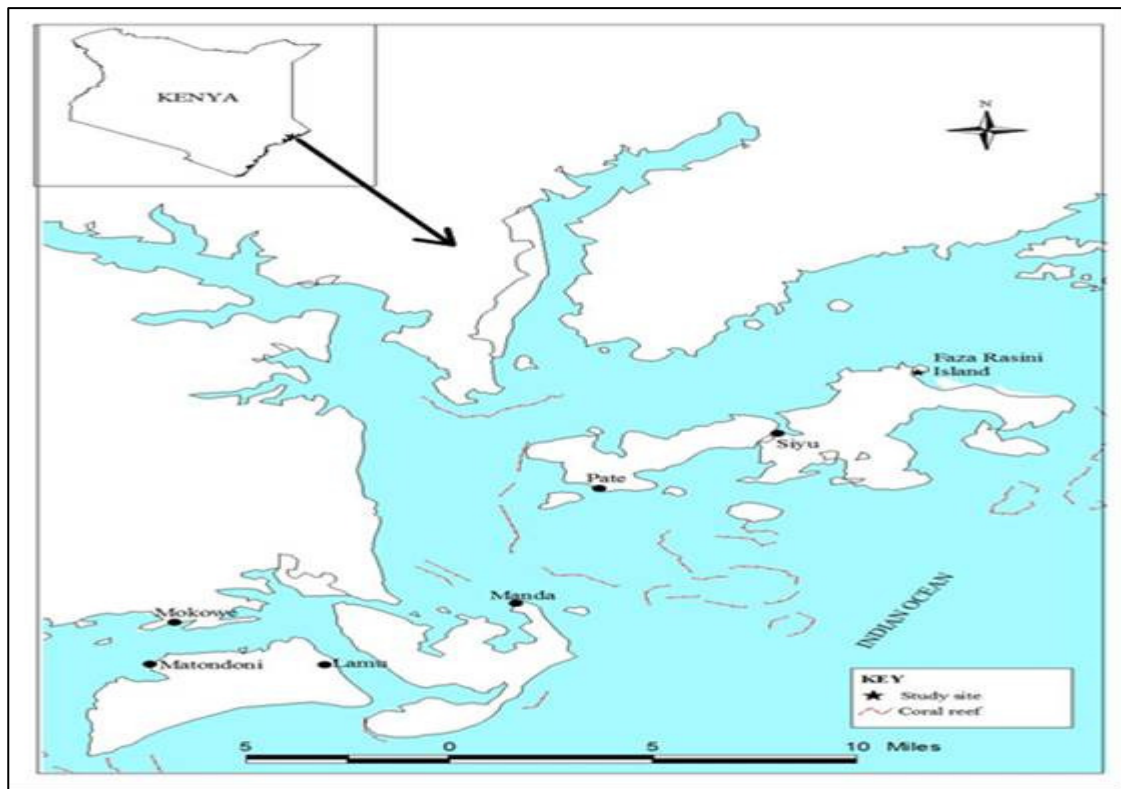 KENYA
N
Faza Rasini
Island
Siyu
Pate
Manda
Mokowe
Matondoni
Lamu
INDIAN OCEAN
KEY
Study site
Coral reef
5 0 5 10 Miles